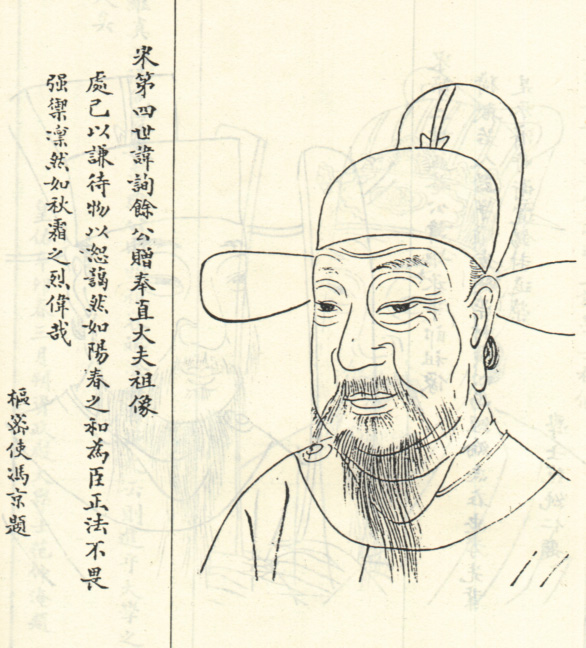 宋第四世諱詢餘公贈奉直大夫祖像
處己以謙待物以恕藹然如陽春之和為臣正法不畏
强禦凜然如秋霜之烈偉哉
樞密使馮京題